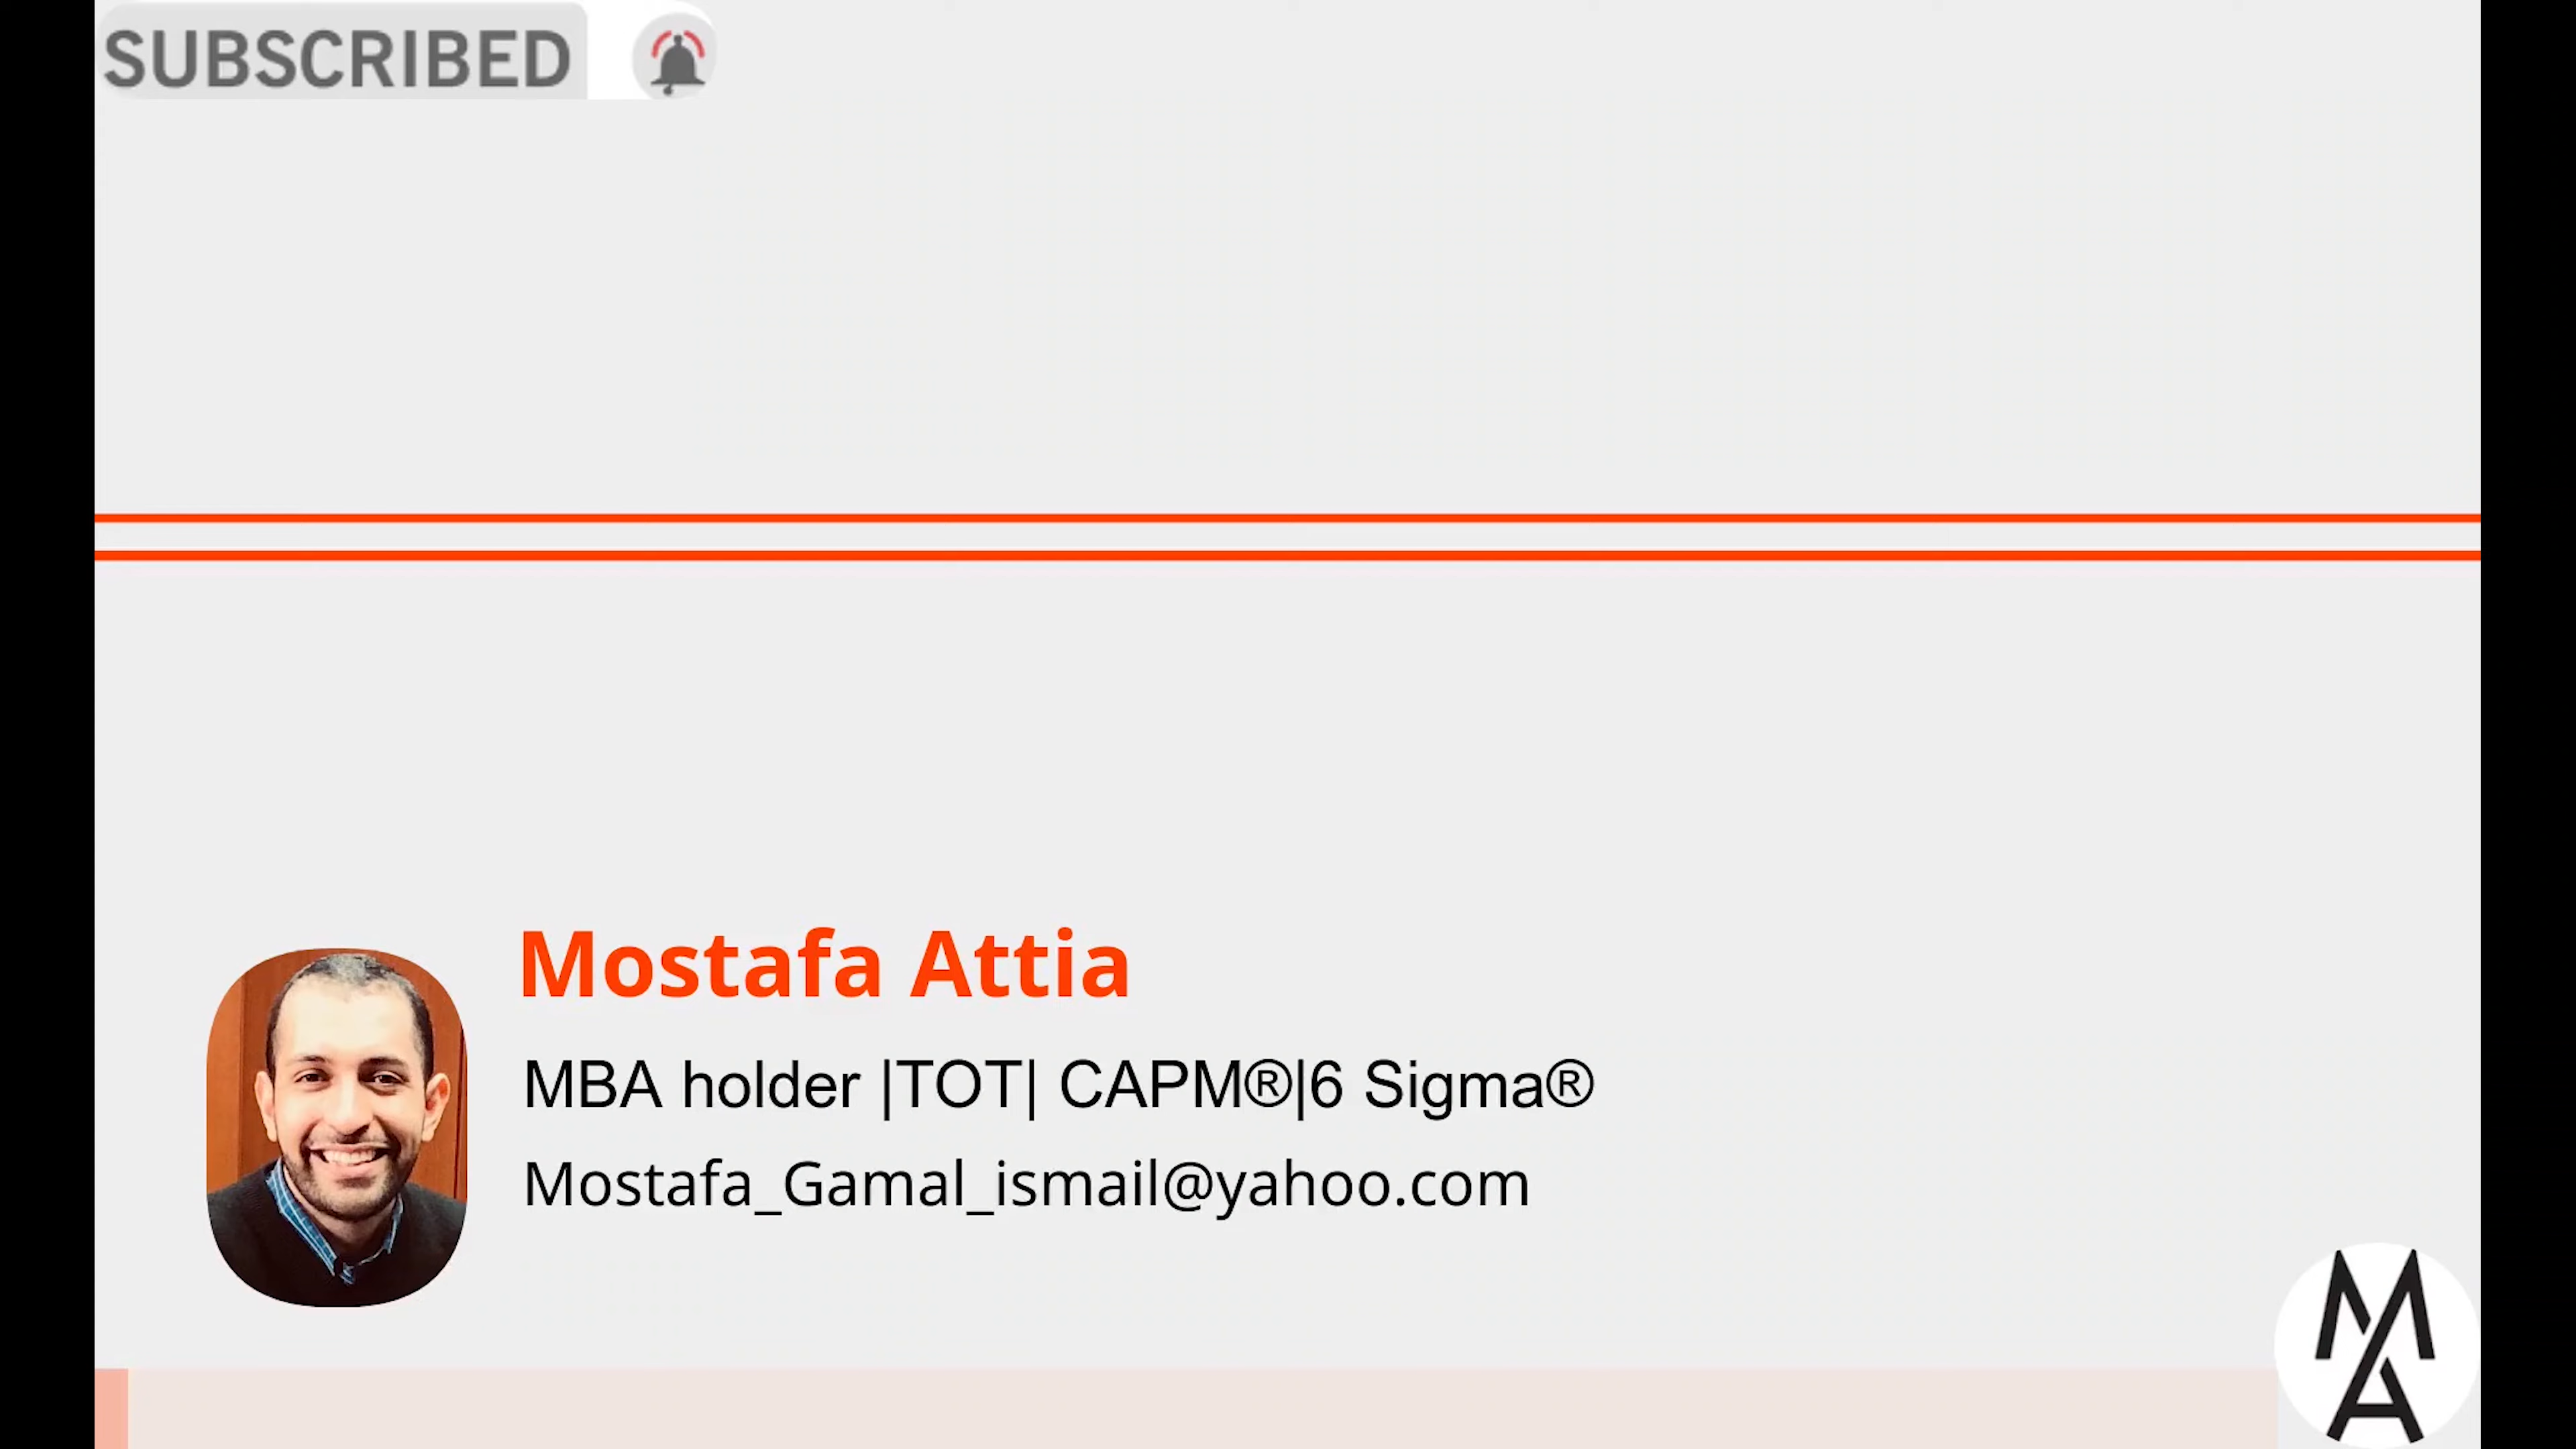 SUBSCRIBED
Mostafa Attia
MBA holder |TOT| CAPM®|6 Sigma®
Mostafa_Gamal_ismail@yahoo.com
MA